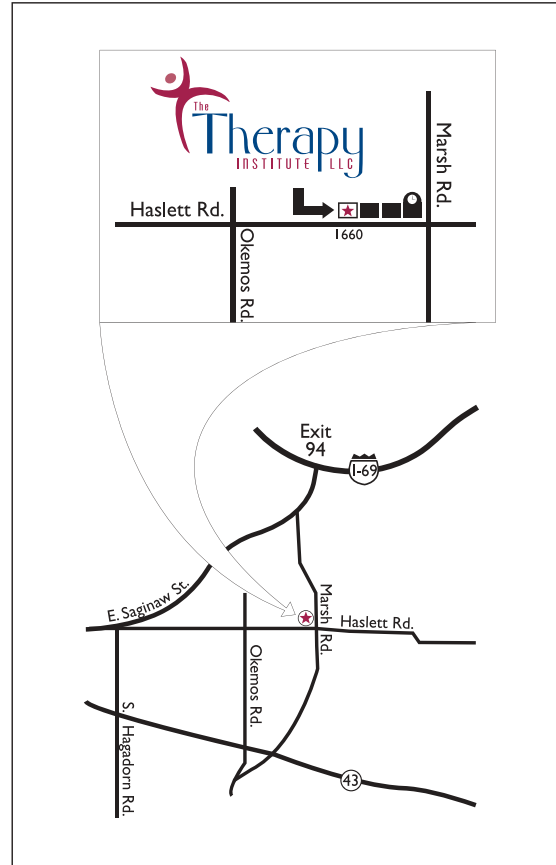 The
Therapy
INSTITUTE LLC
Marsh Rd.
Haslett Rd.
1660
Okemos Rd.
Exit
94
I-69
E. Saginaw St.
Marsh Rd.
Haslett Rd.
Okemos Rd.
S. Hagadorn Rd.
43